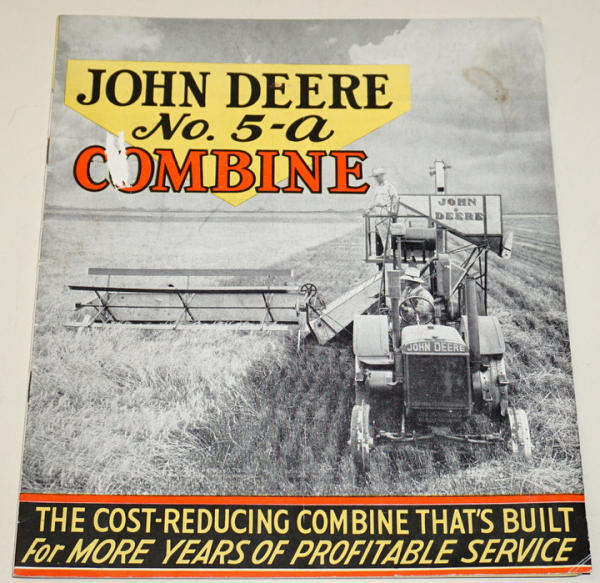 JOHN DEERE
No. 5-a
COMBINE
JOHN
DEERE
JOHN DEERE
THE COST-REDUCING COMBINE THAT'S BUILT
For MORE YEARS OF PROFITABLE SERVICE